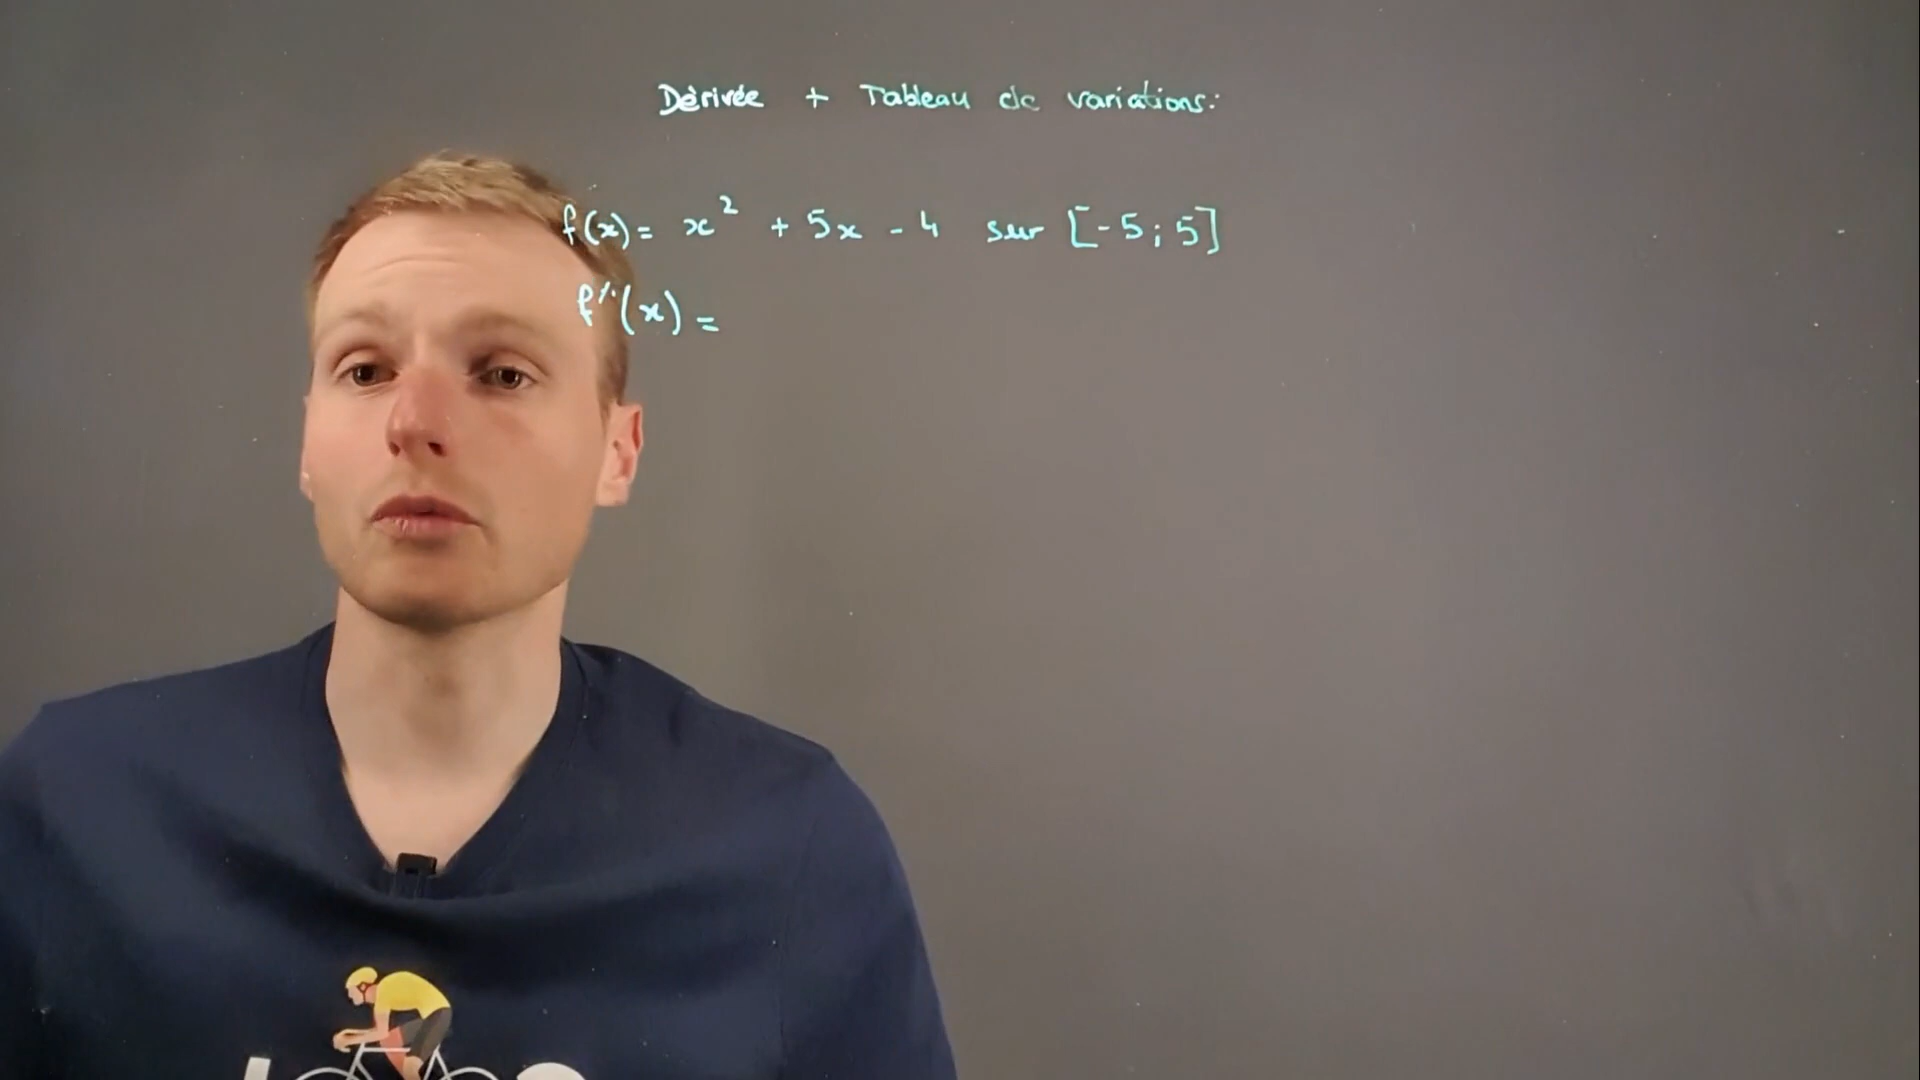 Dérivée + Tableau de variations:
f(x) = x² + 5x - 4 sur [-5 ; 5]
f'(x) =